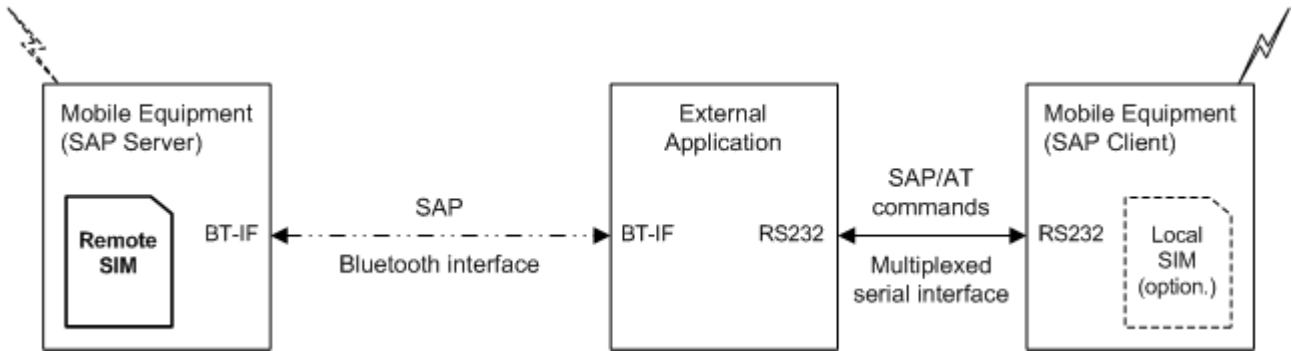 Mobile Equipment
(SAP Server)
Remote
SIM
BT-IF
SAP
Bluetooth interface
External
Application
BT-IF
RS232
SAP/AT
commands
Multiplexed
serial interface
Mobile Equipment
(SAP Client)
RS232
Local
SIM
(option.)